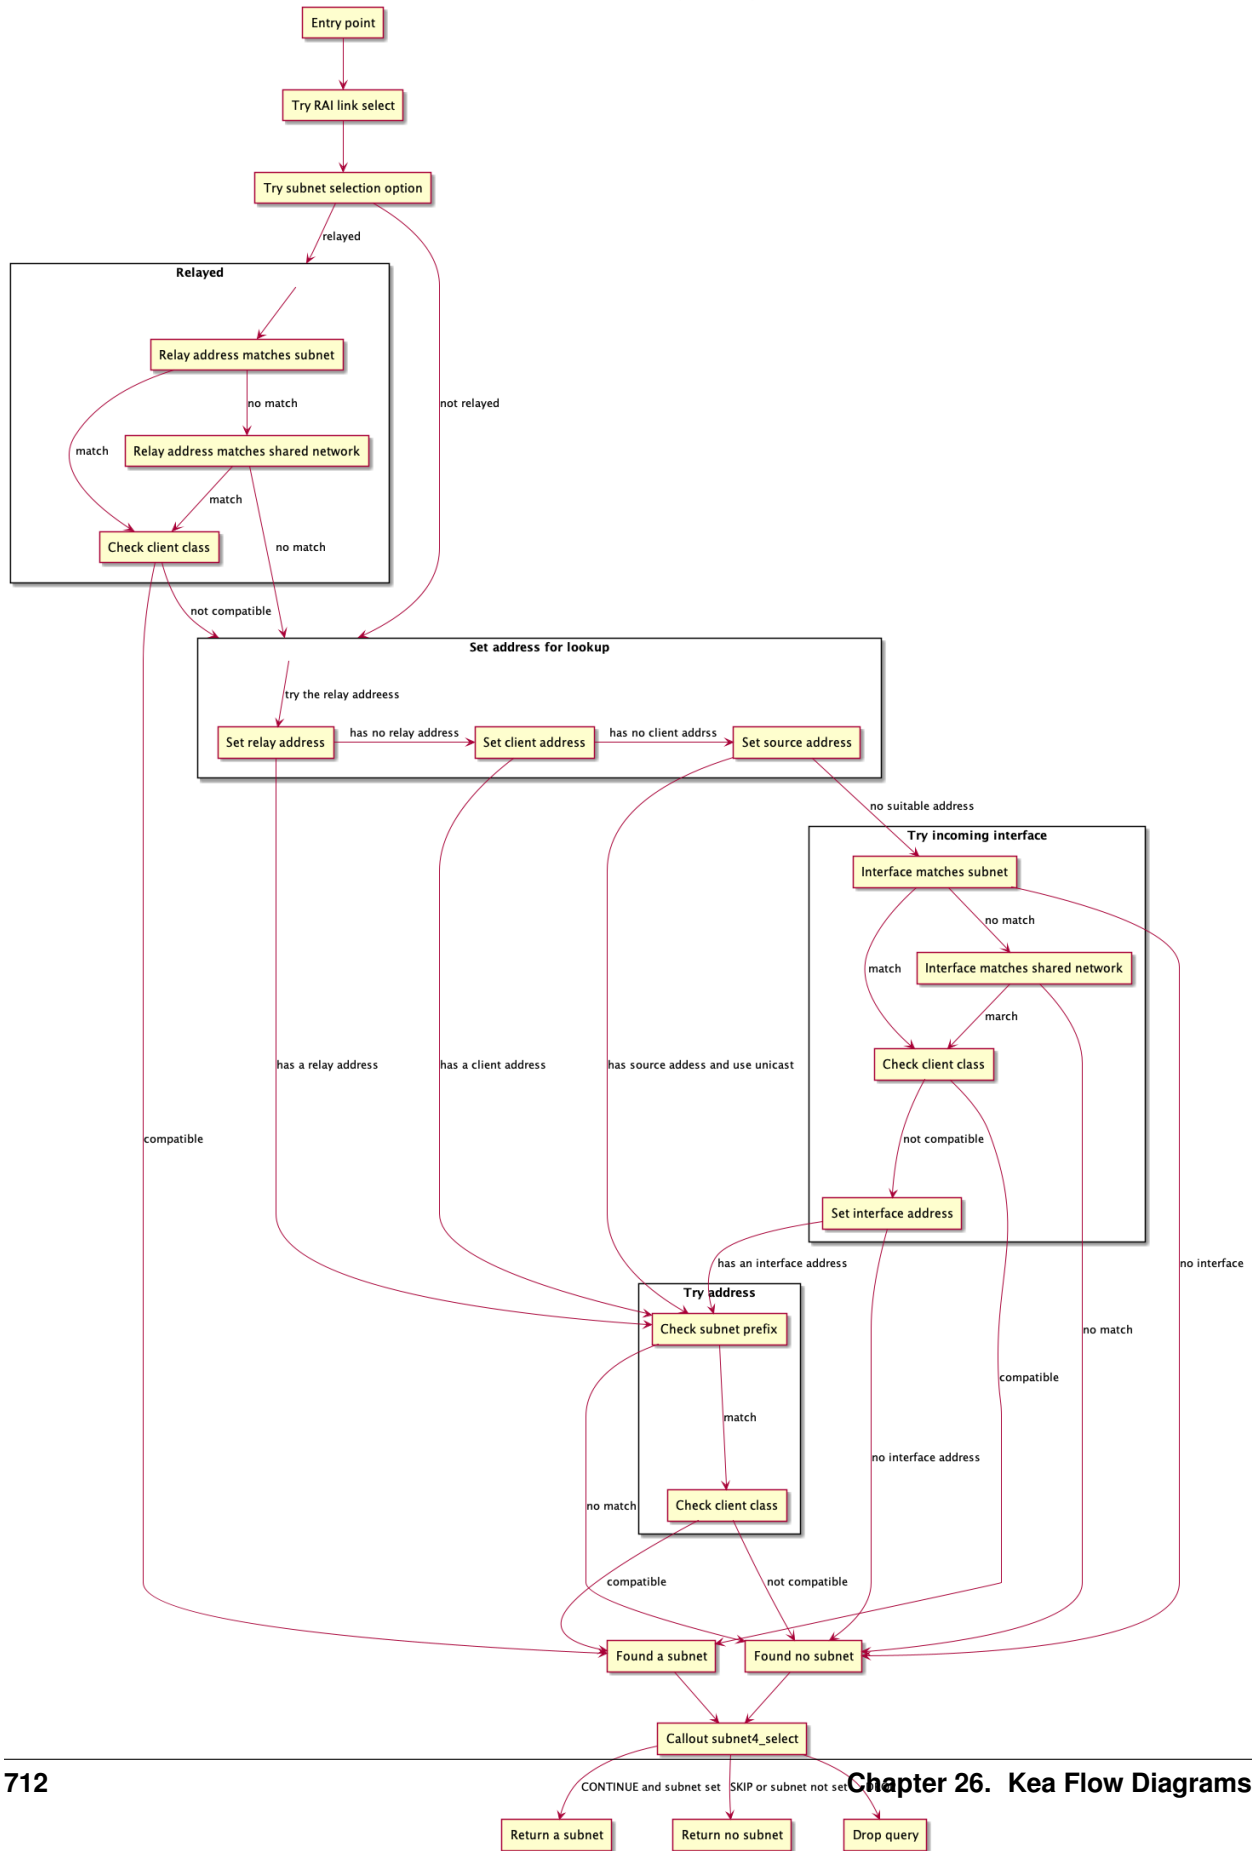 Entry point
Try RAI link select
Try subnet selection option
relayed
Relayed
Relay address matches subnet
no match
not relayed
match
Relay address matches shared network
match
Check client class
no match
not compatible
Set address for lookup
try the relay addreess
Set relay address
has no relay address
Set client address
has no client addrss
Set source address
no suitable address
Try incoming interface
Interface matches subnet
no match
match
Interface matches shared network
march
Check client class
has a relay address
has a client address
has source addess and use unicast
compatible
not compatible
Set interface address
has an interface address
no interface
Try address
Check subnet prefix
no match
compatible
match
no interface address
no match
Check client class
compatible
not compatible
Found a subnet
Found no subnet
Callout subnet4_select
712
Chapter 26. Kea Flow Diagrams
CONTINUE and subnet set
SKIP or subnet not set
Return a subnet
Return no subnet
Drop query